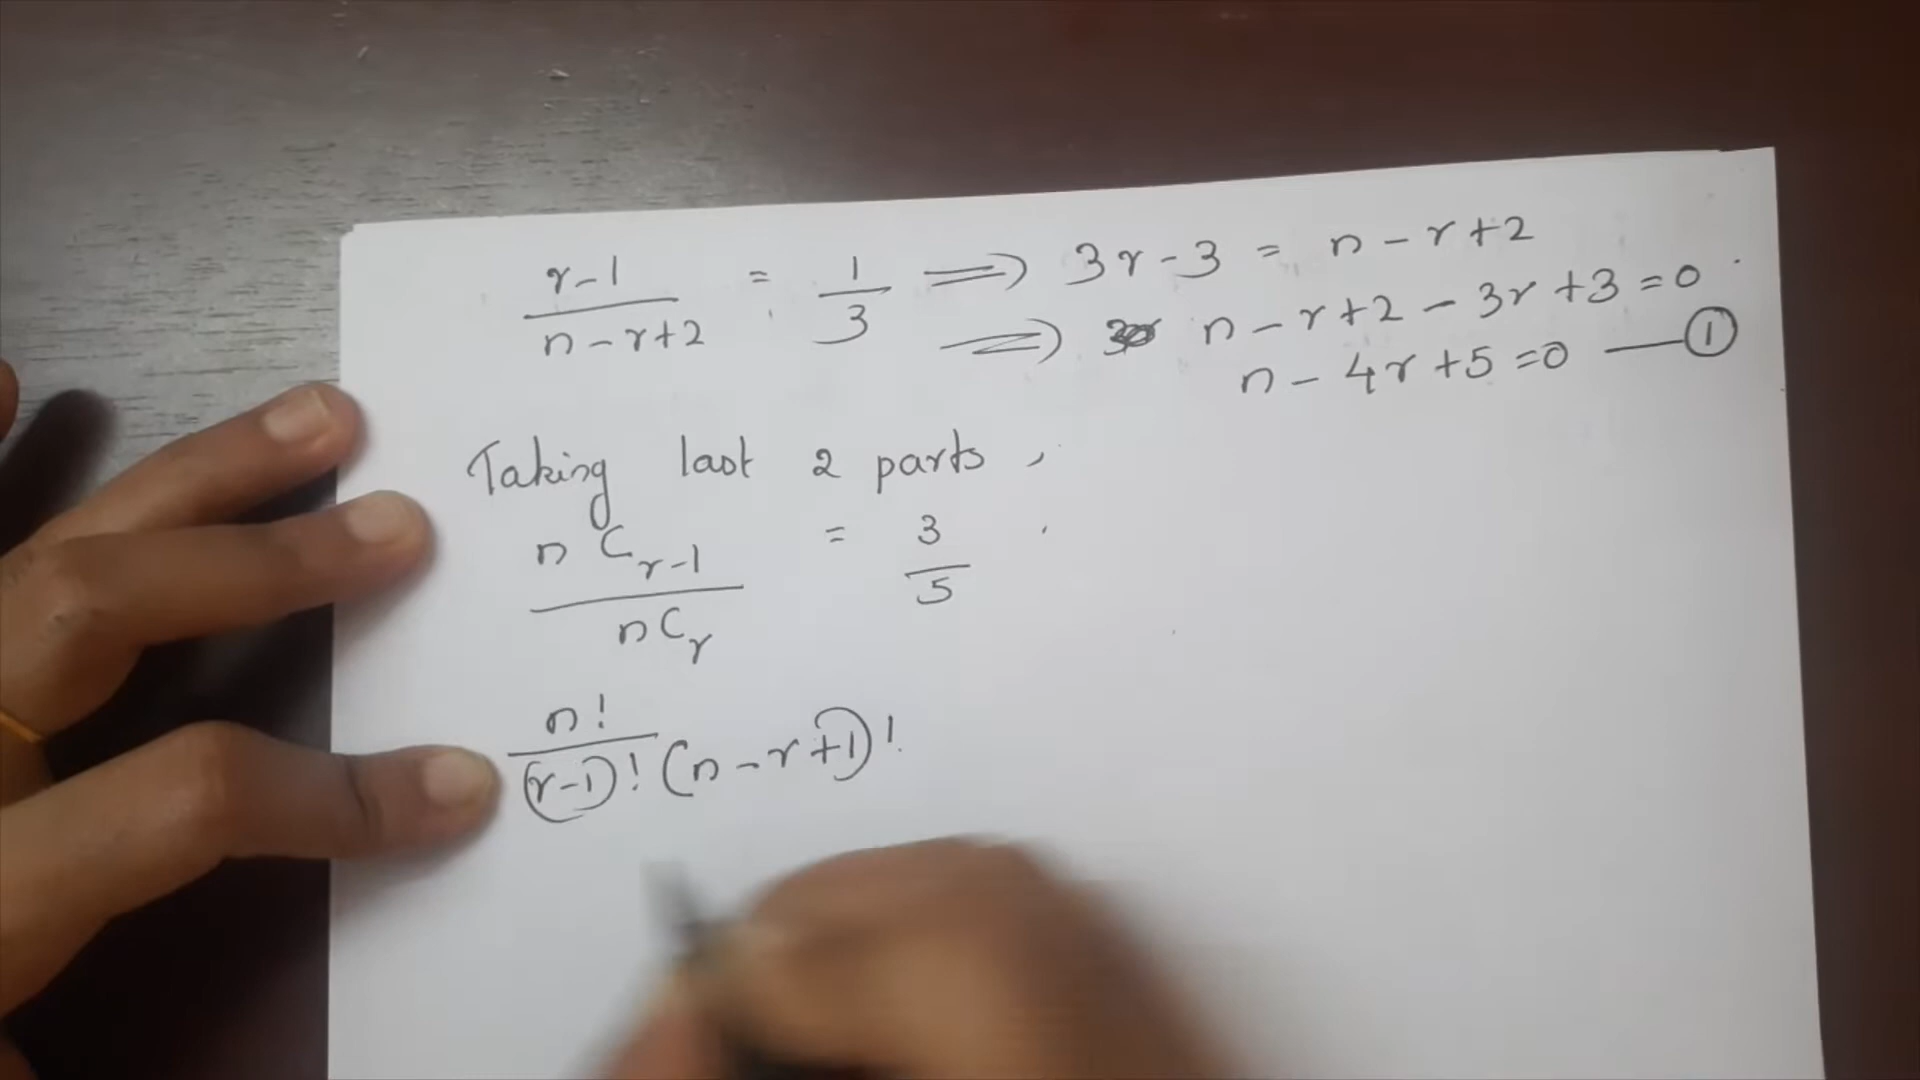 r-1 / n-r+2 = 1/3 ⟹ 3r-3 = n-r+2
⟹ n-r+2-3r+3=0
n-4r+5=0 —①
Taking last 2 parts,
nCr-1 / nCr = 3/5
n! / (r-1)! (n-r+1)!